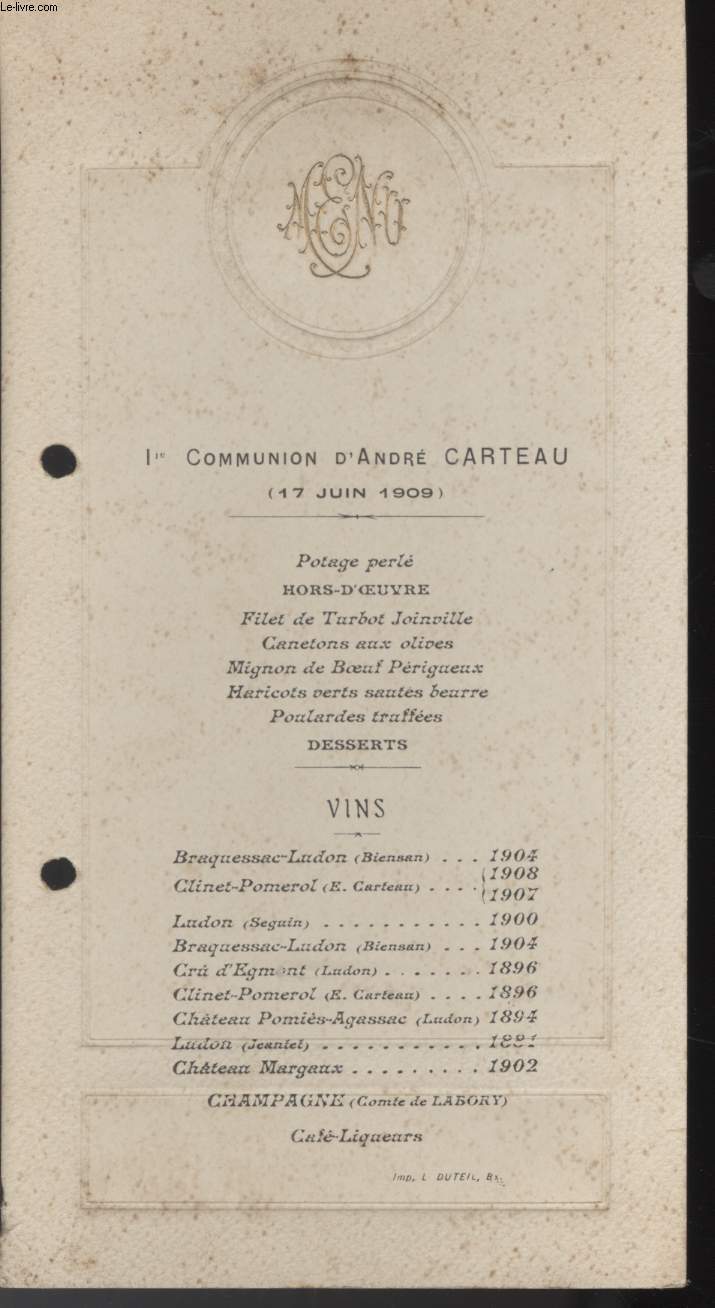 Le-livre.com
MENU
Iie COMMUNION D'ANDRÉ CARTEAU
(17 JUIN 1909)
Potage perlé
HORS-D'ŒUVRE
Filet de Turbot Joinville
Canetons aux olives
Mignon de Bœuf Périgueux
Haricots verts sautés beurre
Poulardes truffées
DESSERTS
VINS
Braquessac-Ludon (Biensan) . . . 1904
Clinet-Pomerol (E. Carteau) . . . . {1908
{1907
Ludon (Seguin) . . . . . . . . . . . 1900
Braquessac-Ludon (Biensan) . . . 1904
Crû d'Egmont (Ludon) . . . . . . . 1896
Clinet-Pomerol (E. Carteau) . . . . 1896
Château Pomiès-Agassac (Ludon) 1894
Ludon (Jeantet) . . . . . . . . . . .
Château Margaux . . . . . . . . . 1902
CHAMPAGNE (Comte de LABORY)
Café-Liqueurs
Imp. L. DUTEIL, Bx.